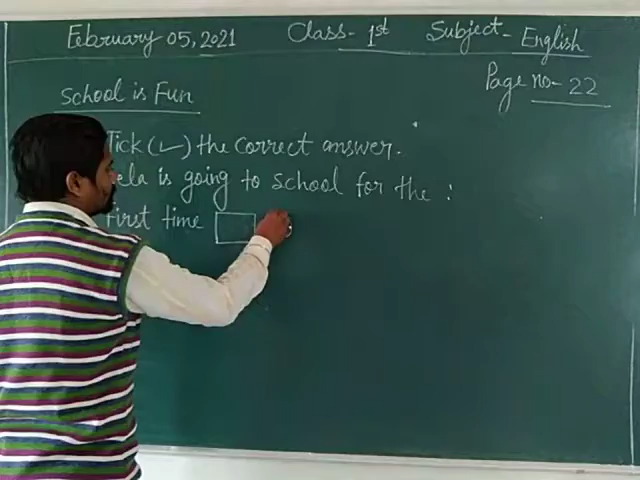 February 05, 2021 Class- 1st Subject- English
Page no- 22
School is Fun
Tick (✓) the correct answer.
is going to school for the :
First time